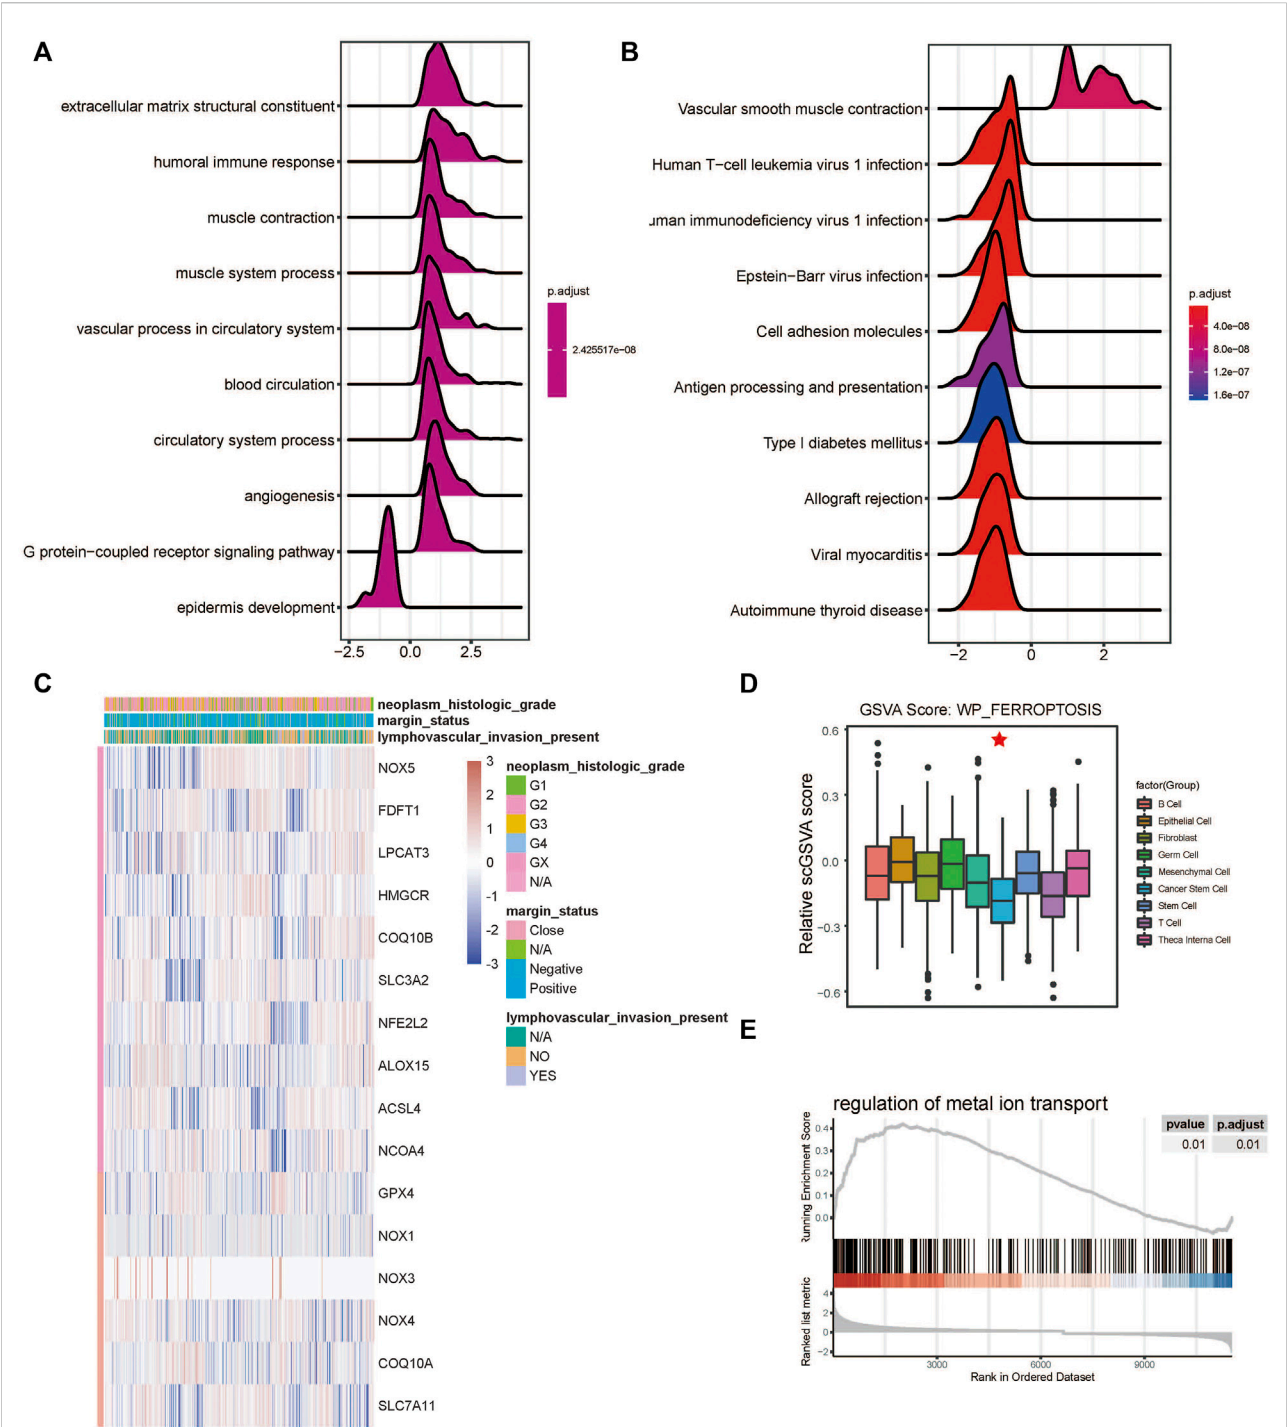 A
extracellular matrix structural constituent
humoral immune response
muscle contraction
muscle system process
vascular process in circulatory system
blood circulation
circulatory system process
angiogenesis
G protein−coupled receptor signaling pathway
epidermis development
−2.5 0.0 2.5
p.adjust
2.425517e−08
B
Vascular smooth muscle contraction
Human T−cell leukemia virus 1 infection
uman immunodeficiency virus 1 infection
Epstein−Barr virus infection
Cell adhesion molecules
Antigen processing and presentation
Type I diabetes mellitus
Allograft rejection
Viral myocarditis
Autoimmune thyroid disease
−2 0 2
p.adjust
4.0e−08
8.0e−08
1.2e−07
1.6e−07
C
neoplasm_histologic_grade
margin_status
lymphovascular_invasion_present
NOX5
FDFT1
LPCAT3
HMGCR
COQ10B
SLC3A2
NFE2L2
ALOX15
ACSL4
NCOA4
GPX4
NOX1
NOX3
NOX4
COQ10A
SLC7A11
3
2
1
0
-1
-2
-3
neoplasm_histologic_grade
G1
G2
G3
G4
GX
N/A
margin_status
Close
N/A
Negative
Positive
lymphovascular_invasion_present
N/A
NO
YES
D
GSVA Score: WP_FERROPTOSIS
Relative scGSVA score
0.6
0.3
0.0
−0.3
−0.6
factor(Group)
B Cell
Epithelial Cell
Fibroblast
Germ Cell
Mesenchymal Cell
Cancer Stem Cell
Stem Cell
T Cell
Theca Interna Cell
E
regulation of metal ion transport
pvalue p.adjust
0.01 0.01
Running Enrichment Score
0.4
0.3
0.2
0.1
0.0
Ranked list metric
4
2
0
−2
3000 6000 9000
Rank in Ordered Dataset